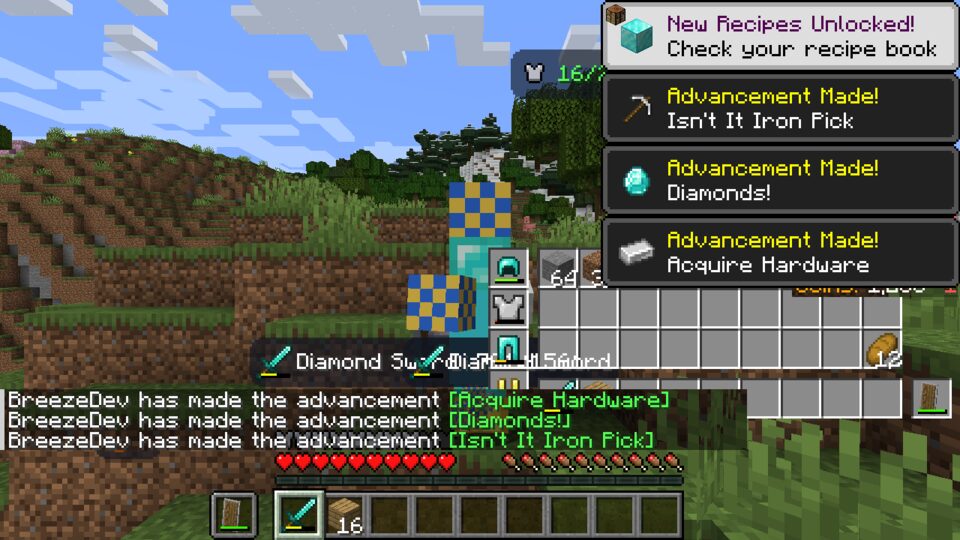 New Recipes Unlocked!
Check your recipe book
16/
Advancement Made!
Isn't It Iron Pick
Advancement Made!
Diamonds!
Advancement Made!
Acquire Hardware
64
12
Diamond Sword
BreezeDev has made the advancement [Acquire Hardware]
BreezeDev has made the advancement [Diamonds!]
BreezeDev has made the advancement [Isn't It Iron Pick]
16